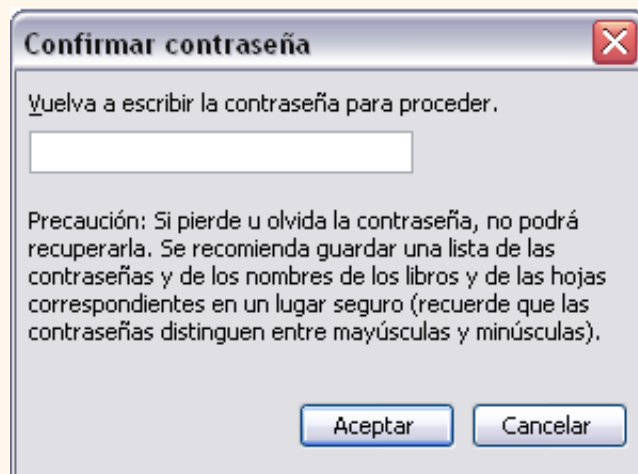 Confirmar contraseña
Vuelva a escribir la contraseña para proceder.
Precaución: Si pierde u olvida la contraseña, no podrá
recuperarla. Se recomienda guardar una lista de las
contraseñas y de los nombres de los libros y de las hojas
correspondientes en un lugar seguro (recuerde que las
contraseñas distinguen entre mayúsculas y minúsculas).
Aceptar Cancelar